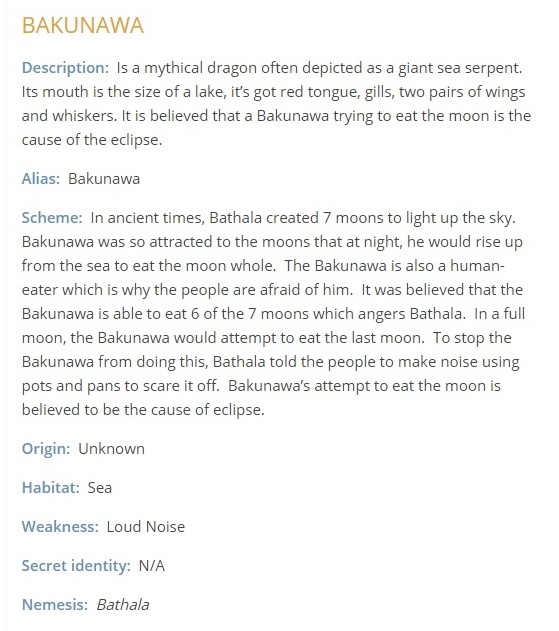 BAKUNAWA
Description: Is a mythical dragon often depicted as a giant sea serpent.
Its mouth is the size of a lake, it's got red tongue, gills, two pairs of wings
and whiskers. It is believed that a Bakunawa trying to eat the moon is the
cause of the eclipse.
Alias: Bakunawa
Scheme: In ancient times, Bathala created 7 moons to light up the sky.
Bakunawa was so attracted to the moons that at night, he would rise up
from the sea to eat the moon whole. The Bakunawa is also a human-
eater which is why the people are afraid of him. It was believed that the
Bakunawa is able to eat 6 of the 7 moons which angers Bathala. In a full
moon, the Bakunawa would attempt to eat the last moon. To stop the
Bakunawa from doing this, Bathala told the people to make noise using
pots and pans to scare it off. Bakunawa's attempt to eat the moon is
believed to be the cause of eclipse.
Origin: Unknown
Habitat: Sea
Weakness: Loud Noise
Secret identity: N/A
Nemesis: Bathala